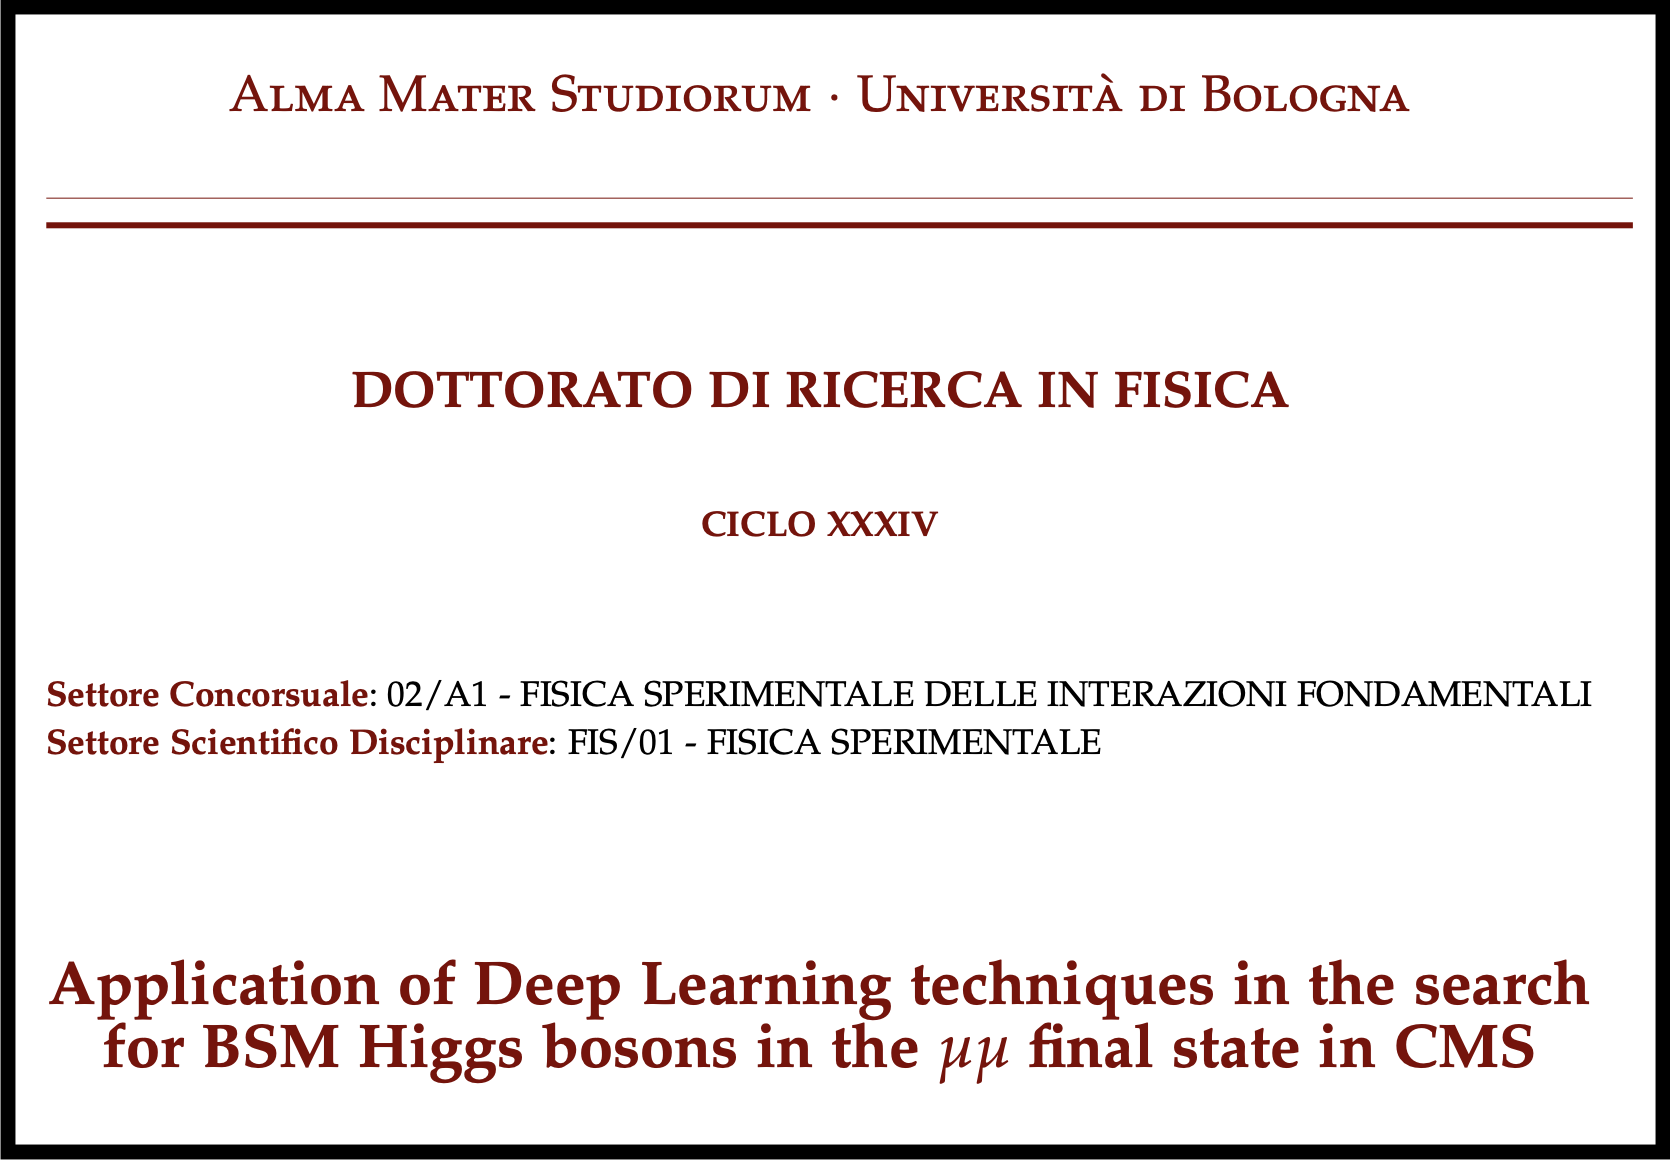 Alma Mater Studiorum · Università di Bologna
DOTTORATO DI RICERCA IN FISICA
CICLO XXXIV
Settore Concorsuale: 02/A1 - FISICA SPERIMENTALE DELLE INTERAZIONI FONDAMENTALI
Settore Scientifico Disciplinare: FIS/01 - FISICA SPERIMENTALE
Application of Deep Learning techniques in the search
for BSM Higgs bosons in the μμ final state in CMS